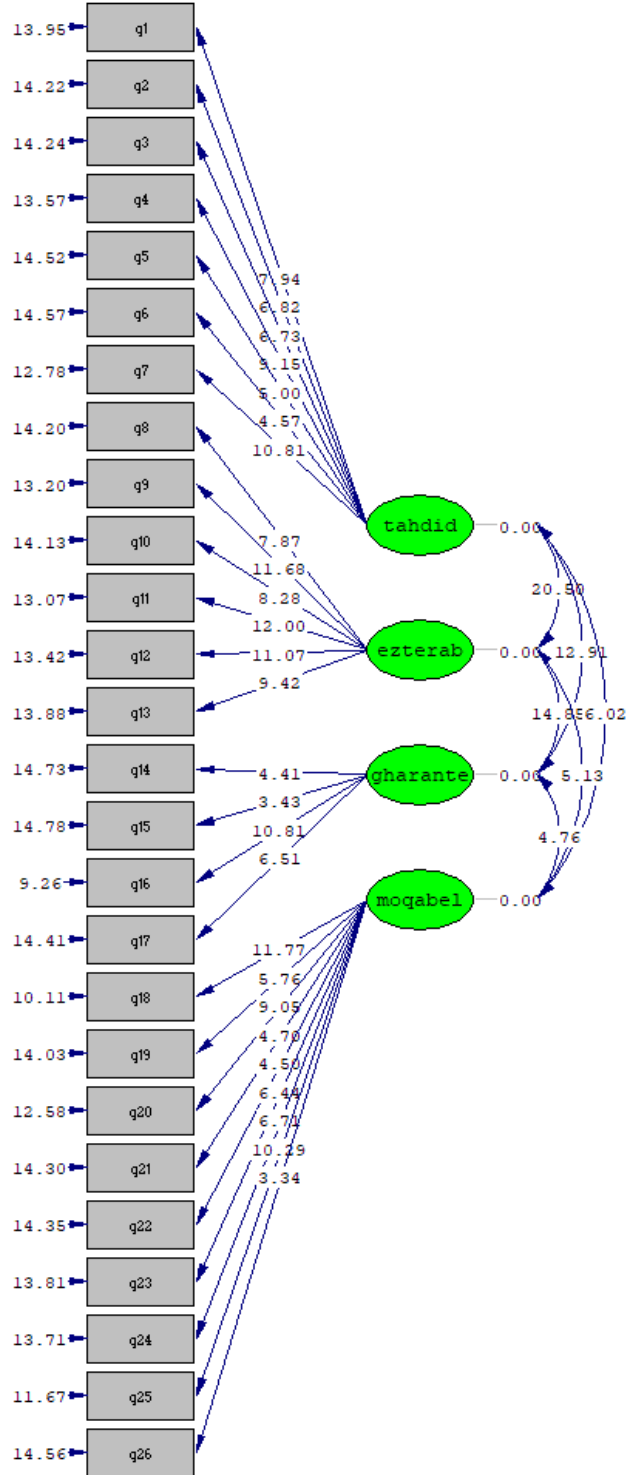 13.95 q1
14.22 q2
14.24 q3
13.57 q4
14.52 q5
14.57 q6
12.78 q7
14.20 q8
13.20 q9
14.13 q10
13.07 q11
13.42 q12
13.88 q13
14.73 q14
14.78 q15
9.26 q16
14.41 q17
10.11 q18
14.03 q19
12.58 q20
14.30 q21
14.35 q22
13.81 q23
13.71 q24
11.67 q25
14.56 q26
7.94
6.82
6.73
9.15
5.00
4.57
10.81
7.87
11.68
8.28
12.00
11.07
9.42
4.41
3.43
10.81
6.51
11.77
5.76
9.05
4.70
4.50
6.44
6.71
10.29
3.34
tahdid 0.00
ezterab 0.00
gharante 0.00
moqabel 0.00
20.50
12.91
14.85
6.02
5.13
4.76